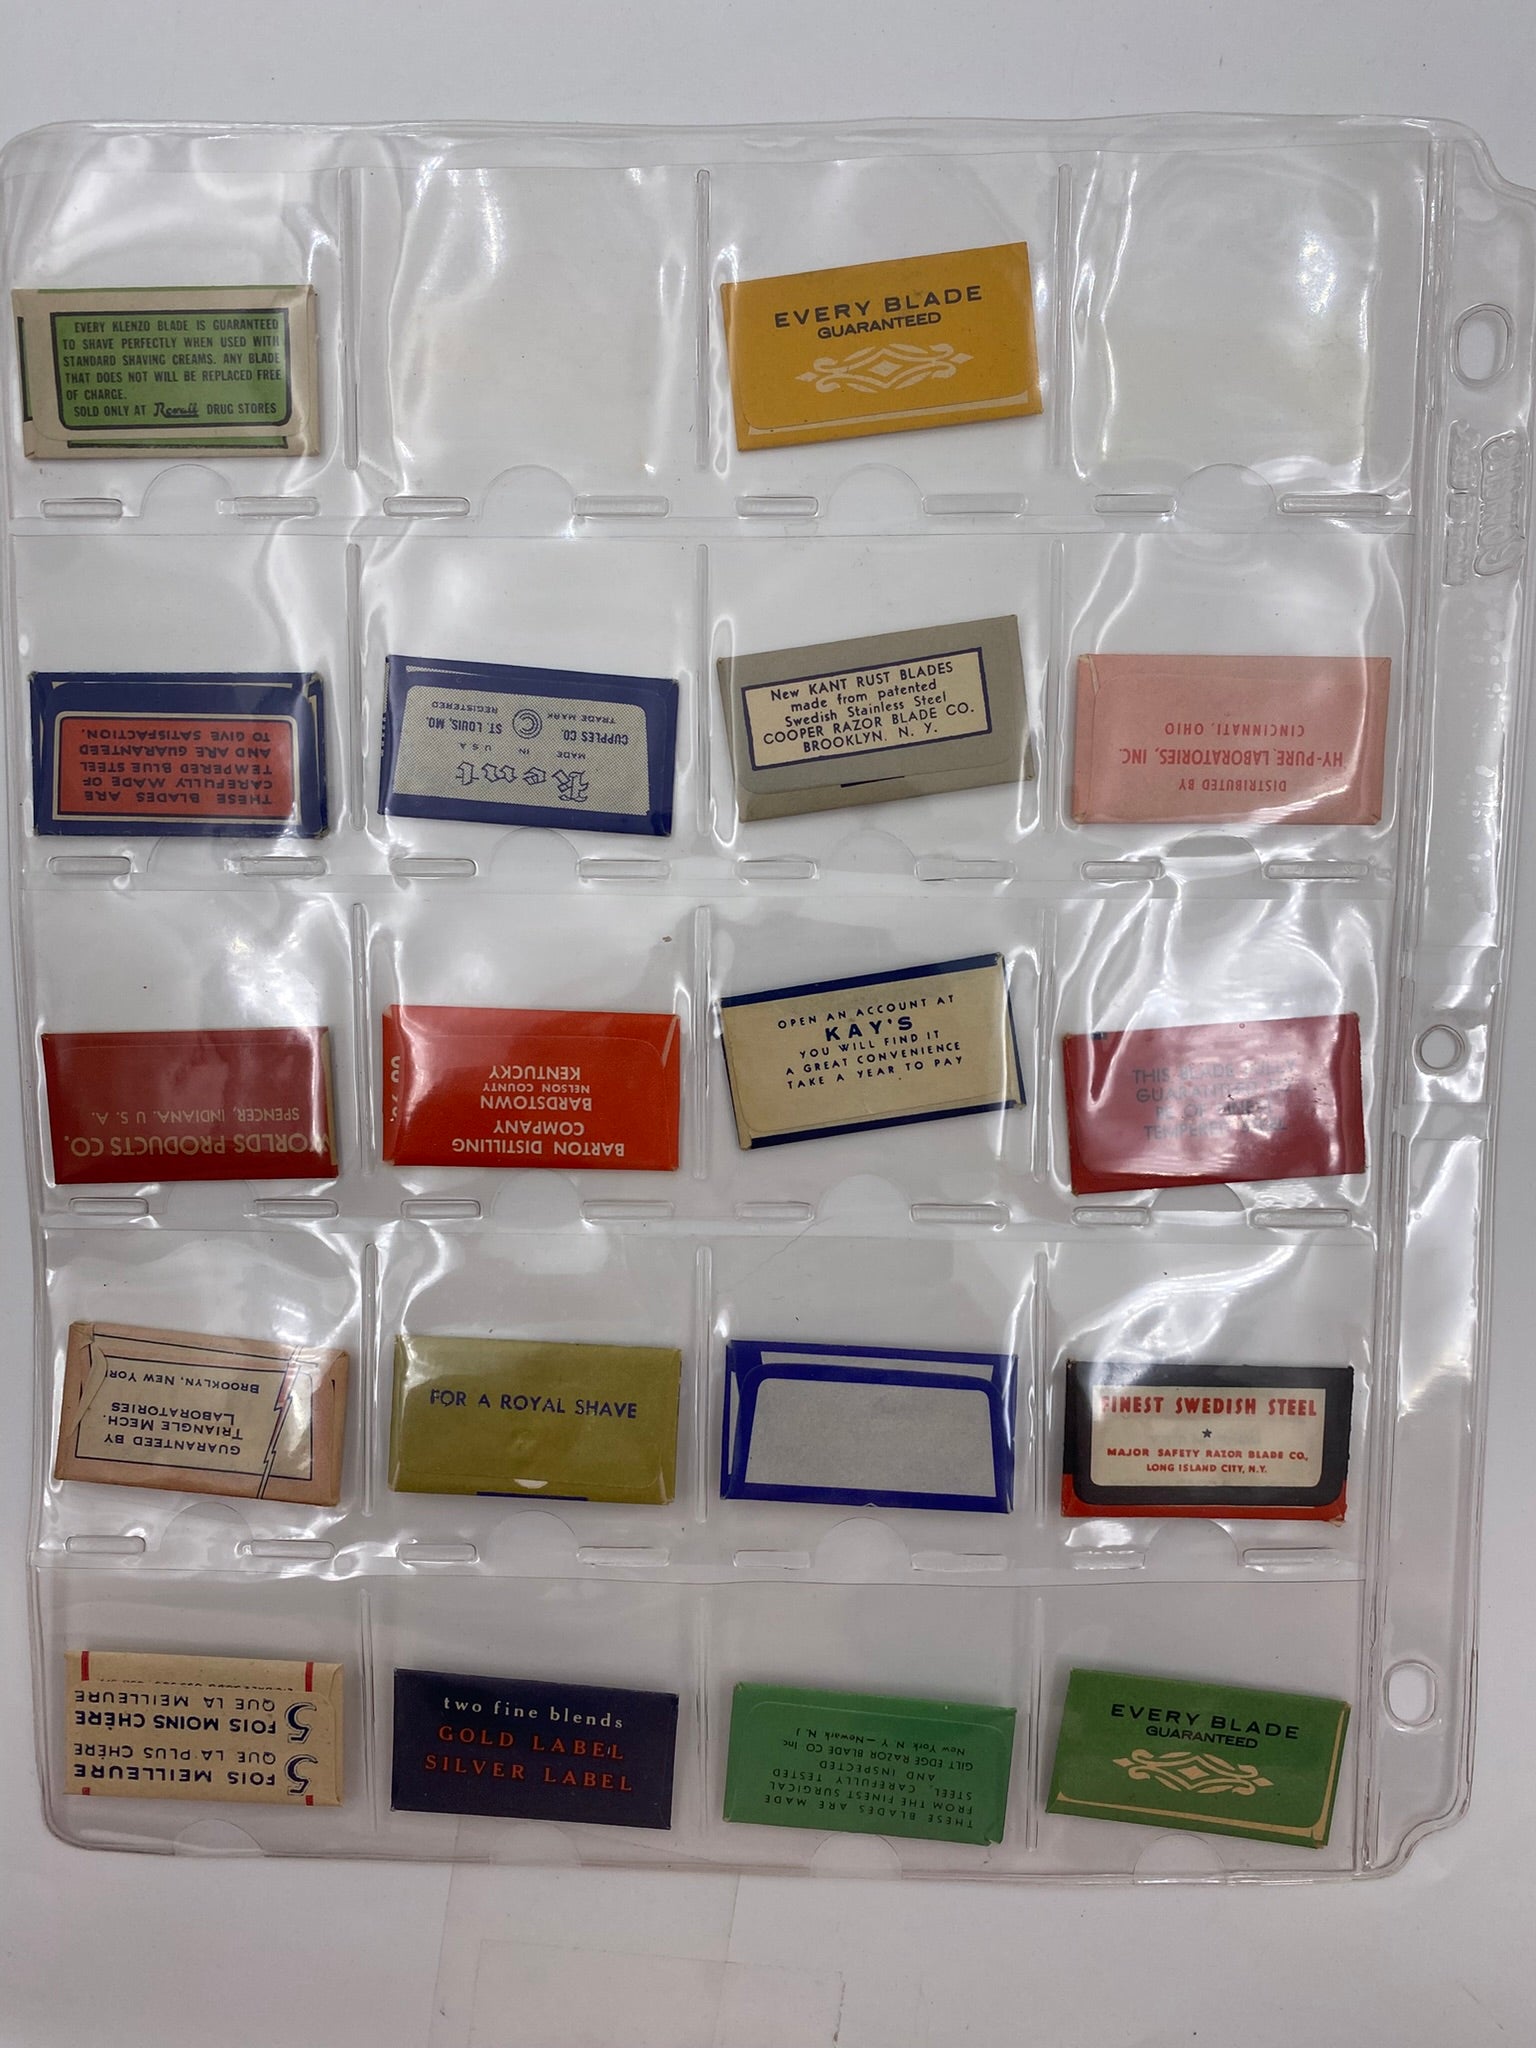 EVERY KLENZO BLADE IS GUARANTEED
TO SHAVE PERFECTLY WHEN USED WITH
STANDARD SHAVING CREAMS. ANY BLADE
THAT DOES NOT WILL BE REPLACED FREE
OF CHARGE.
SOLD ONLY AT Rexall DRUG STORES
EVERY BLADE
GUARANTEED
THESE BLADES ARE
CAREFULLY MADE OF
TEMPERED BLUE STEEL
AND ARE GUARANTEED
TO GIVE SATISFACTION.
Kent
MADE IN U S A
CUPPLES CO. ST. LOUIS, MO.
TRADE MARK REGISTERED
New KANT RUST BLADES
made from patented
Swedish Stainless Steel
COOPER RAZOR BLADE CO.
BROOKLYN, N. Y.
DISTRIBUTED BY
HY-PURE LABORATORIES, INC.
CINCINNATI, OHIO
WORLDS PRODUCTS CO.
SPENCER, INDIANA, U. S. A.
BARTON DISTILLING
COMPANY
BARDSTOWN
NELSON COUNTY
KENTUCKY
OPEN AN ACCOUNT AT
KAY'S
YOU WILL FIND IT
A GREAT CONVENIENCE
TAKE A YEAR TO PAY
THIS BLADE
OF
GUARANTEED BY
TRIANGLE MECH.
LABORATORIES
BROOKLYN, NEW YORK
FOR A ROYAL SHAVE
FINEST SWEDISH STEEL
MAJOR SAFETY RAZOR BLADE CO.,
LONG ISLAND CITY, N.Y.
5 FOIS MEILLEURE
QUE LA PLUS CHÈRE
5 FOIS MOINS CHÈRE
QUE LA MEILLEURE
two fine blends
GOLD LABEL
SILVER LABEL
THESE BLADES ARE MADE
FROM THE FINEST SURGICAL
STEEL, CAREFULLY TESTED
AND INSPECTED
GILT EDGE RAZOR BLADE CO Inc
New York N Y — Newark N. J
EVERY BLADE
GUARANTEED